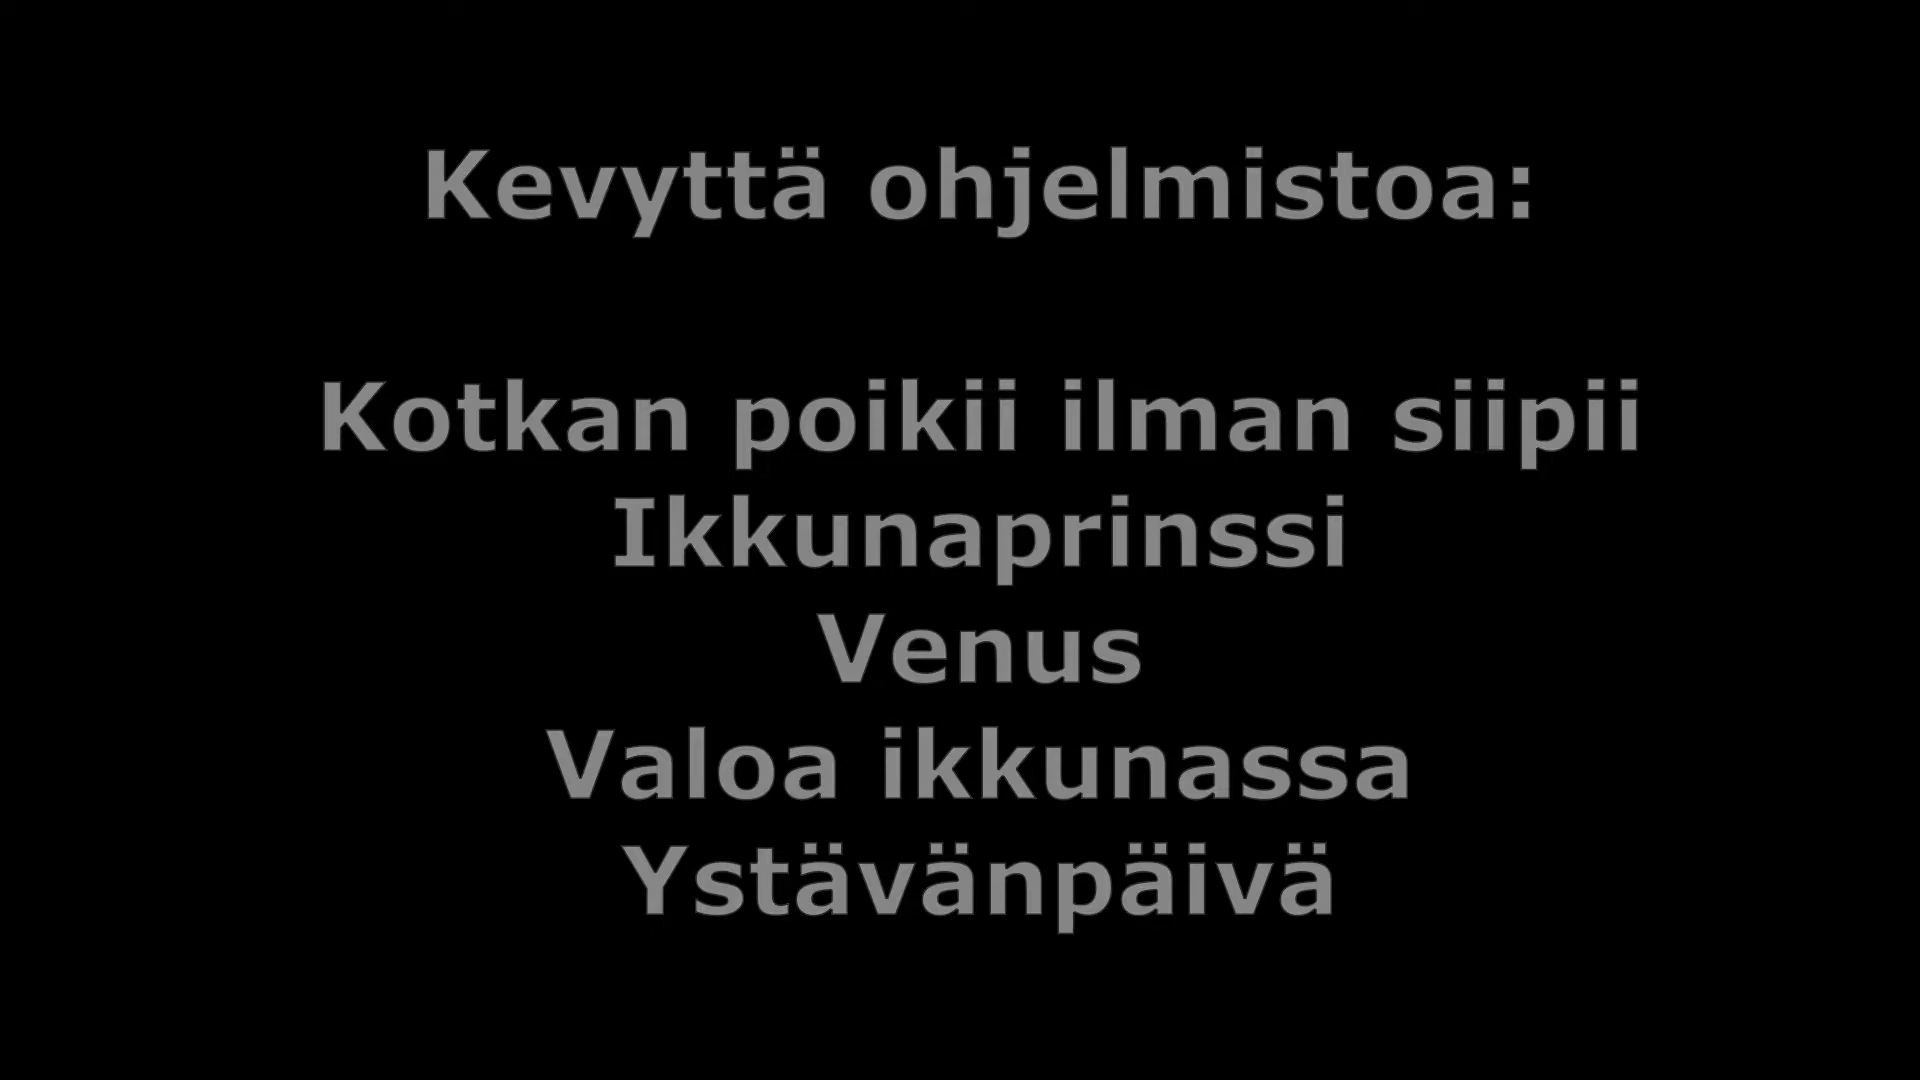 Kevyttä ohjelmistoa:
Kotkan poikii ilman siipii
Ikkunaprinssi
Venus
Valoa ikkunassa
Ystävänpäivä